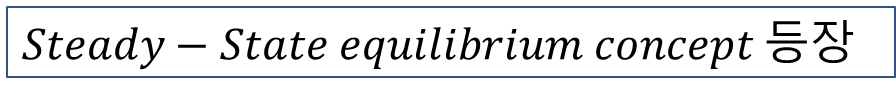 Steady − State equilibrium concept 등장